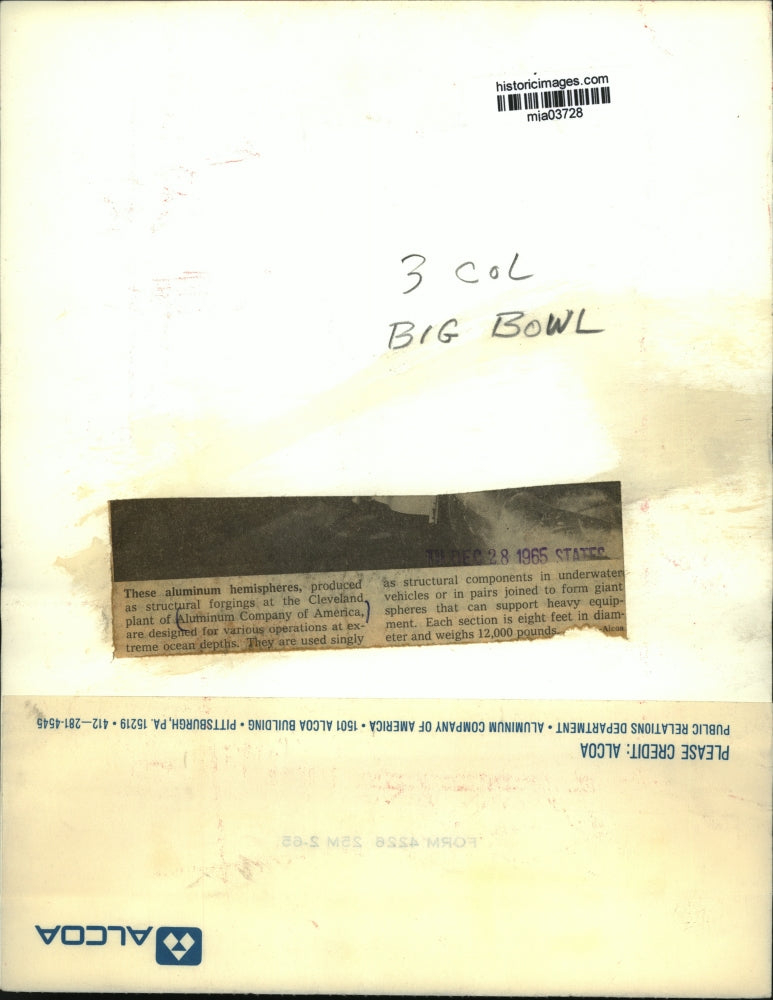 historicimages.com
mja03728
3 COL
BIG BOWL
DEC 28 1965 STATES
These aluminum hemispheres, produced
as structural forgings at the Cleveland
plant of (Aluminum Company of America,)
are designed for various operations at ex-
treme ocean depths. They are used singly
as structural components in underwater
vehicles or in pairs joined to form giant
spheres that can support heavy equip-
ment. Each section is eight feet in diam-
eter and weighs 12,000 pounds.
-Alcoa
PLEASE CREDIT: ALCOA
PUBLIC RELATIONS DEPARTMENT • ALUMINUM COMPANY OF AMERICA • 1501 ALCOA BUILDING • PITTSBURGH, PA. 15219 • 412—281-4545
FORM 4226 25M 2-65
ALCOA